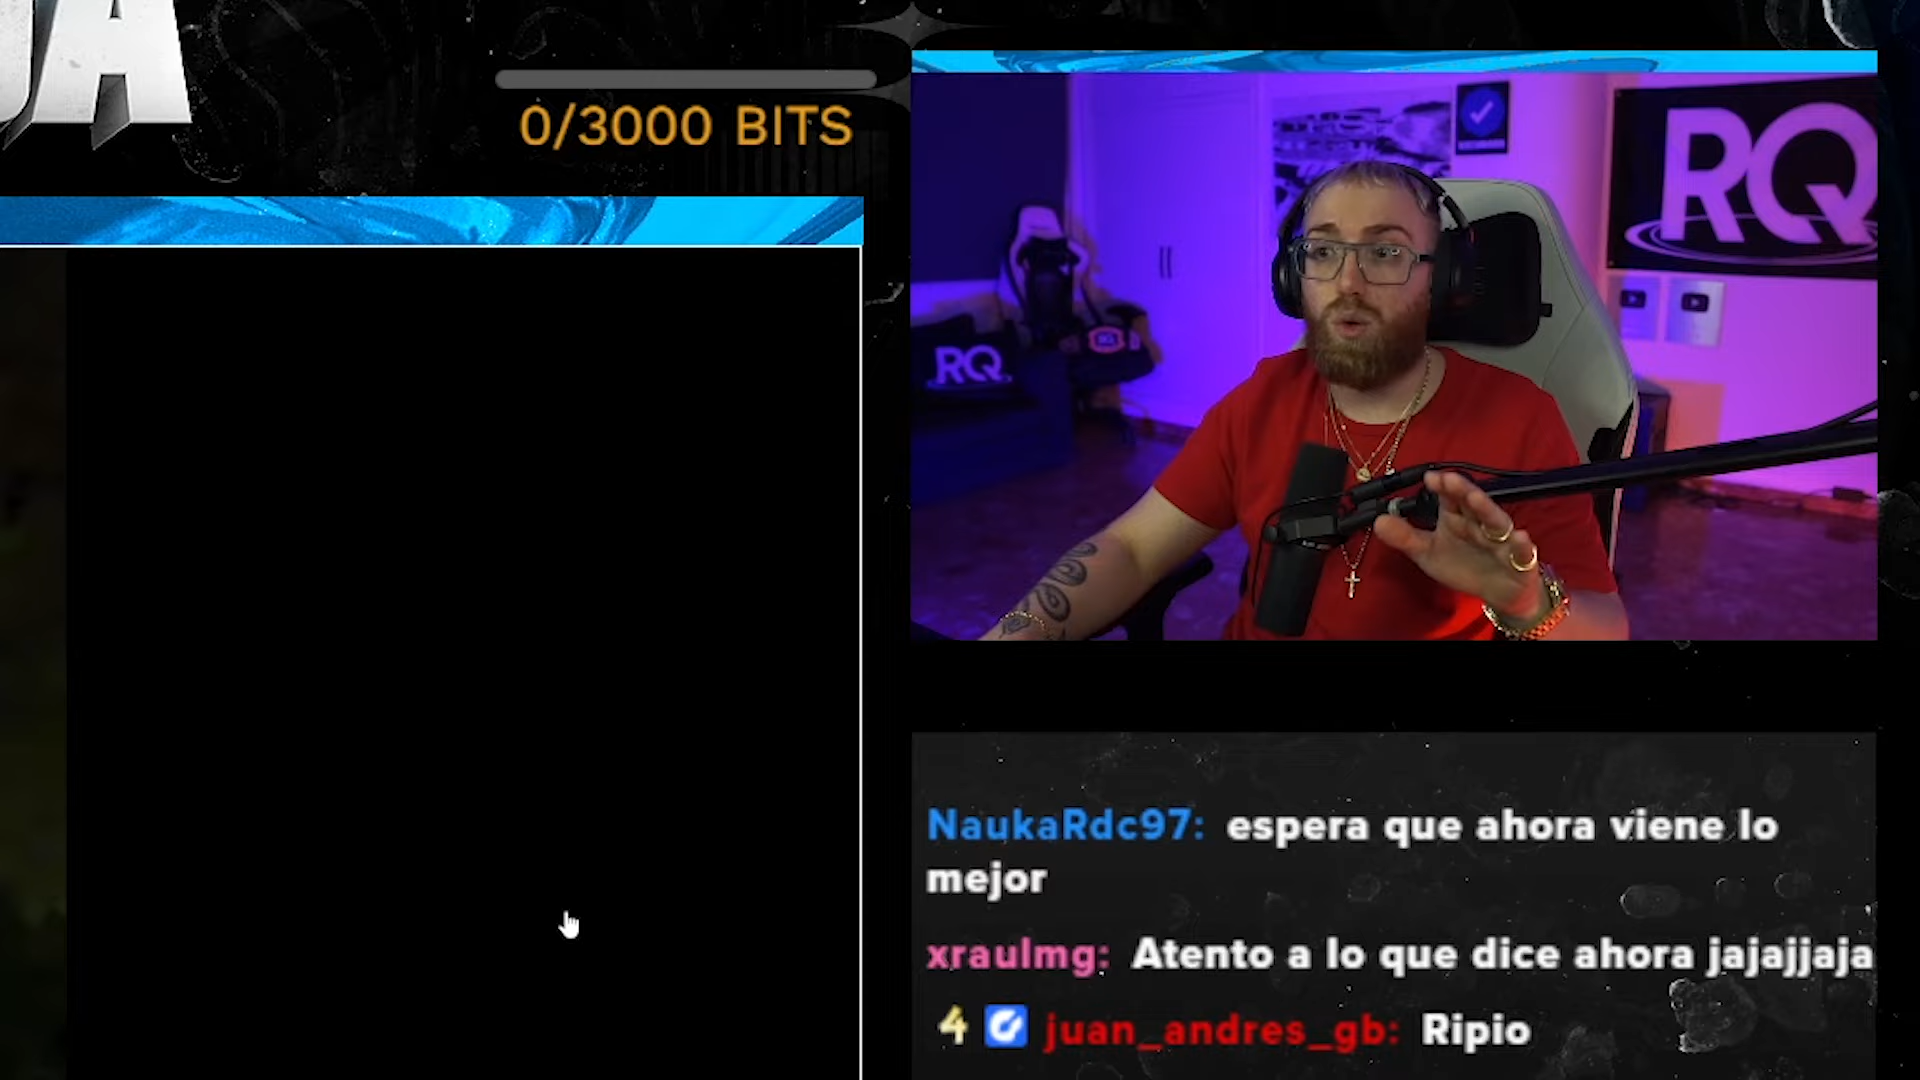 0/3000 BITS
RQ
RQ
NaukaRdc97: espera que ahora viene lo
mejor
xraulmg: Atento a lo que dice ahora jajajjaja
4 juan_andres_gb: Ripio